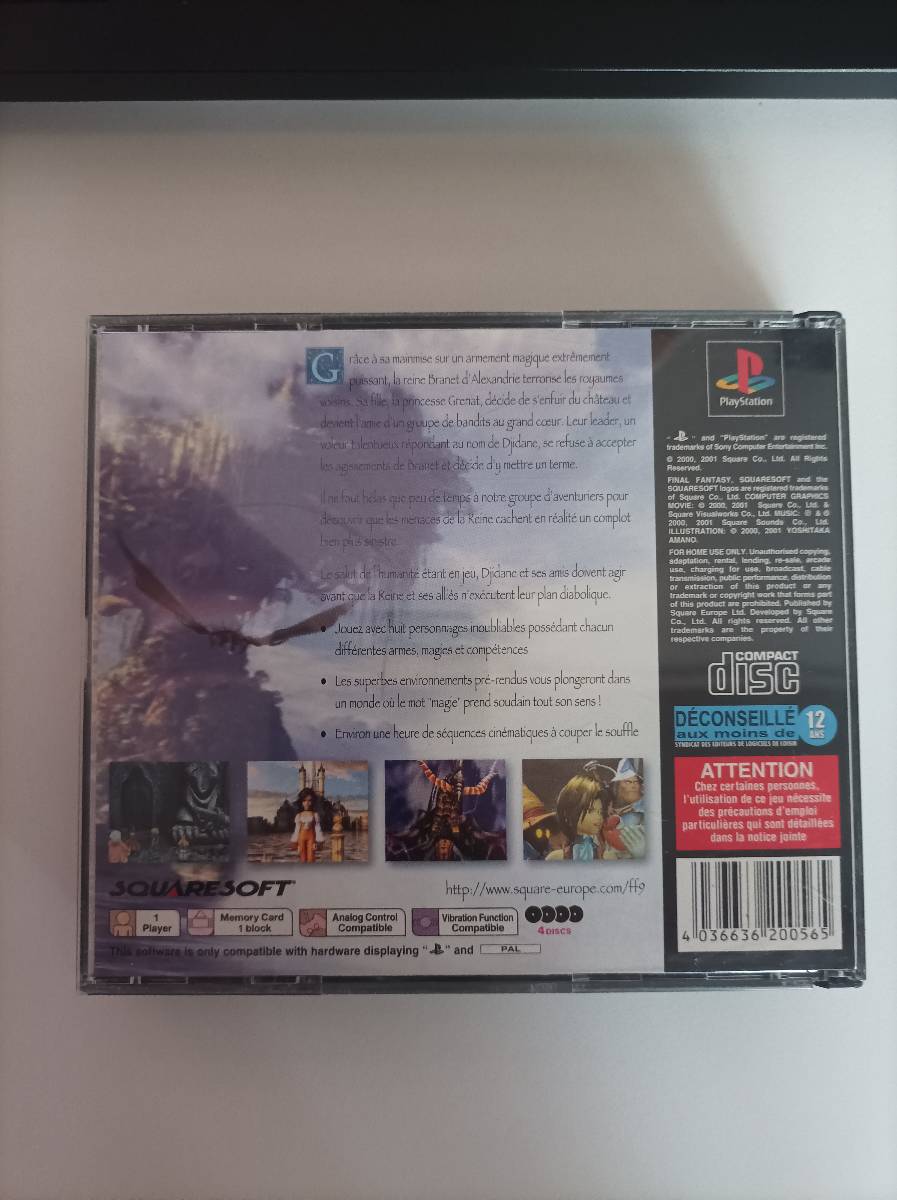 Grâce à sa mainmise sur un armement magique extrêmement
puissant, la reine Branet d'Alexandrie terrorise les royaumes
voisins. Sa fille, la princesse Grenat, décide de s'enfuir du château et
devient l'amie d'un groupe de bandits au grand cœur. Leur leader, un
voleur talentueux répondant au nom de Djidane, se refuse à accepter
les agissements de Branet et décide d'y mettre un terme.
Il ne faut hélas que peu de temps à notre groupe d'aventuriers pour
découvrir que les menaces de la Reine cachent en réalité un complot
bien plus sinistre.
Le salut de l'humanité étant en jeu, Djidane et ses amis doivent agir
avant que la Reine et ses alliés n'exécutent leur plan diabolique.
• Jouez avec huit personnages inoubliables possédant chacun
différentes armes, magies et compétences
• Les superbes environnements pré-rendus vous plongeront dans
un monde où le mot "magie" prend soudain tout son sens !
• Environ une heure de séquences cinématiques à couper le souffle
SQUARESOFT
http://www.square-europe.com/ff9
1
Player
Memory Card
1 block
Analog Control
Compatible
Vibration Function
Compatible
4 DISCS
This software is only compatible with hardware displaying " " and PAL
PlayStation
" " and "PlayStation" are registered
trademarks of Sony Computer Entertainment Inc.
© 2000, 2001 Square Co., Ltd. All Rights
Reserved.
FINAL FANTASY, SQUARESOFT and the
SQUARESOFT logos are registered trademarks
of Square Co., Ltd. COMPUTER GRAPHICS
MOVIE: © 2000, 2001 Square Co., Ltd. &
Square Visualworks Co., Ltd. MUSIC: ℗ & ©
2000, 2001 Square Sounds Co., Ltd.
ILLUSTRATION: © 2000, 2001 YOSHITAKA
AMANO.
FOR HOME USE ONLY. Unauthorised copying,
adaptation, rental, lending, re-sale, arcade
use, charging for use, broadcast, cable
transmission, public performance, distribution
or extraction of this product or any
trademark or copyright work that forms part
of this product are prohibited. Published by
Square Europe Ltd. Developed by Square
Co., Ltd. All rights reserved. All other
trademarks are the property of their
respective companies.
COMPACT
disc
DÉCONSEILLÉ
aux moins de
12
ANS
SYNDICAT DES EDITEURS DE LOGICIELS DE LOISIR
ATTENTION
Chez certaines personnes,
l'utilisation de ce jeu nécessite
des précautions d'emploi
particulières qui sont détaillées
dans la notice jointe
4 036636 200565